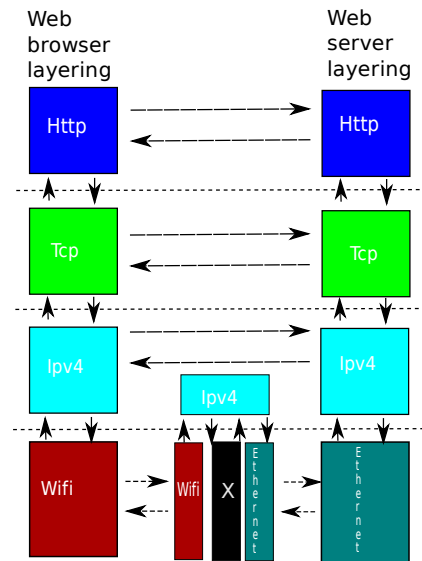 Web
browser
layering
Web
server
layering
Http
Http
Tcp
Tcp
Ipv4
Ipv4
Ipv4
Wifi
Wifi
X
Ethernet
Ethernet